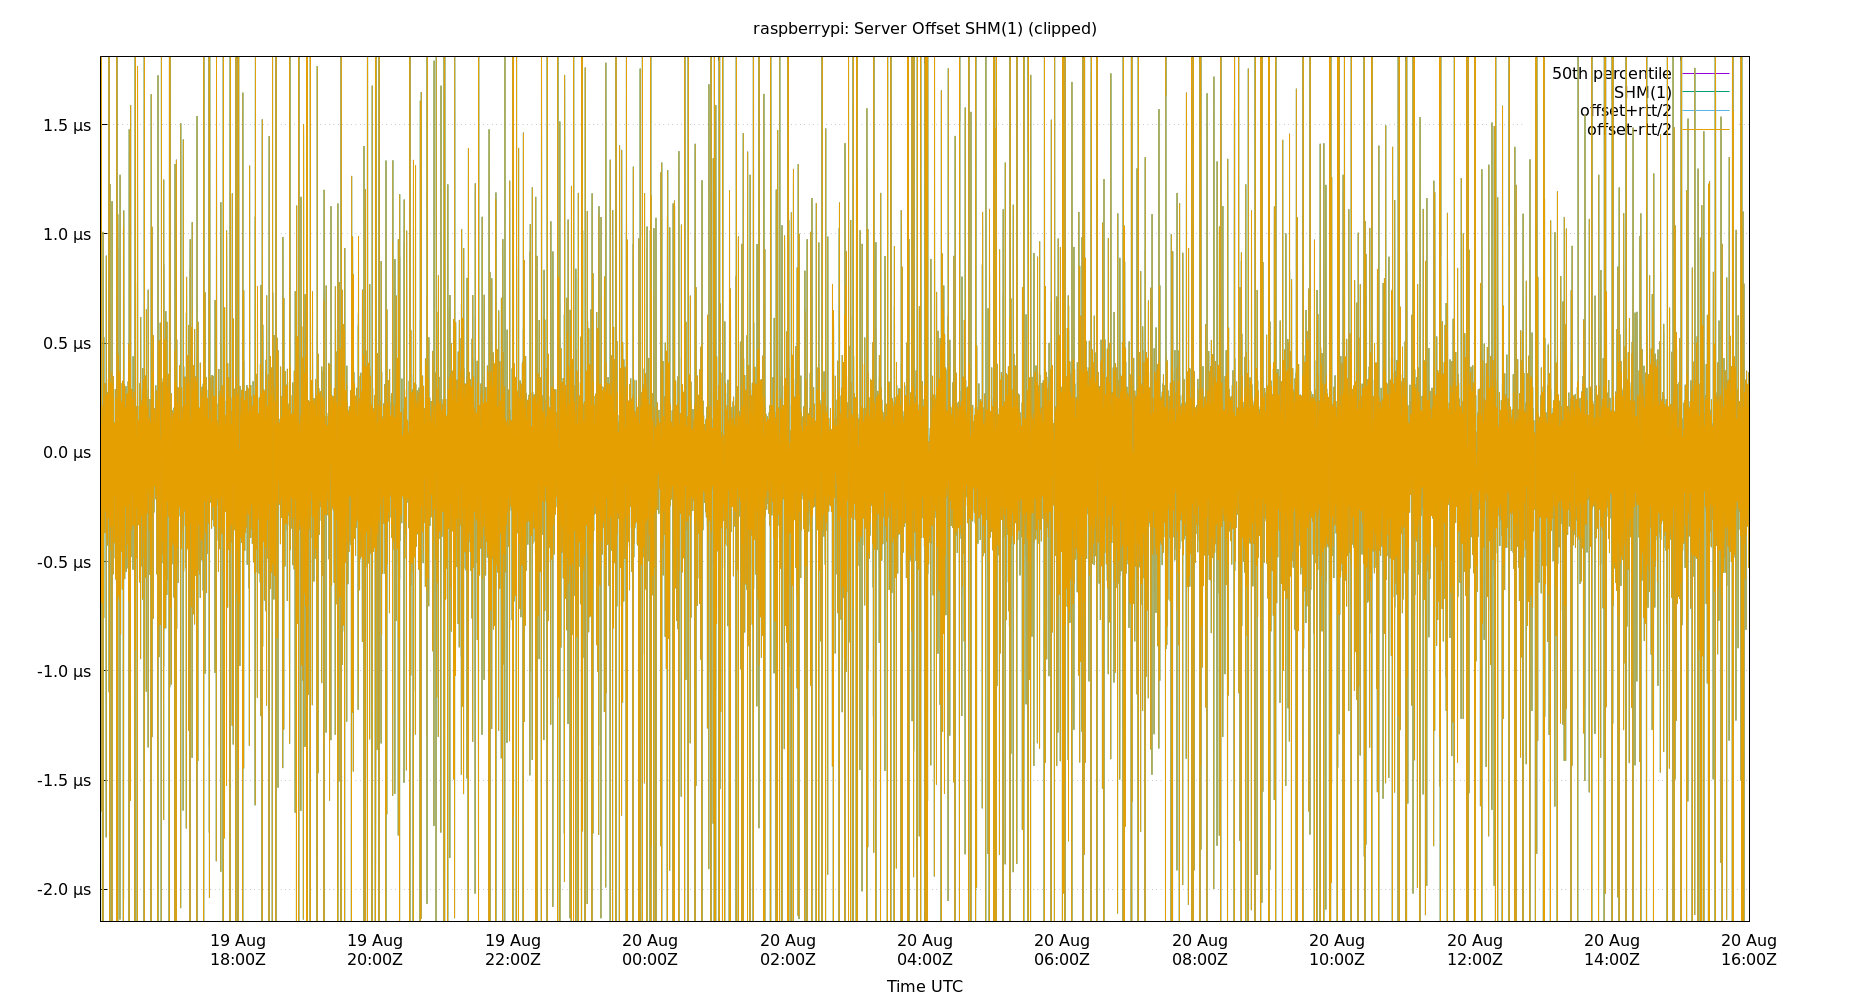 raspberrypi: Server Offset SHM(1) (clipped)
50th percentile
SHM(1)
offset+rtt/2
offset-rtt/2
1.5 µs
1.0 µs
0.5 µs
0.0 µs
-0.5 µs
-1.0 µs
-1.5 µs
-2.0 µs
19 Aug 19 Aug 19 Aug 20 Aug 20 Aug 20 Aug 20 Aug 20 Aug 20 Aug 20 Aug 20 Aug 20 Aug
18:00Z 20:00Z 22:00Z 00:00Z 02:00Z 04:00Z 06:00Z 08:00Z 10:00Z 12:00Z 14:00Z 16:00Z
Time UTC